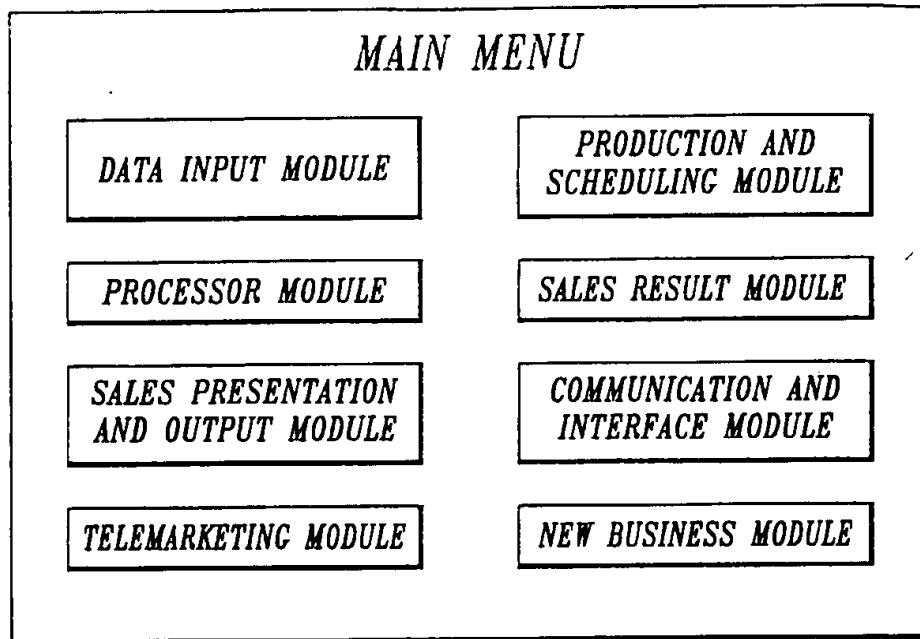 MAIN MENU
DATA INPUT MODULE
PRODUCTION AND
SCHEDULING MODULE
PROCESSOR MODULE
SALES RESULT MODULE
SALES PRESENTATION
AND OUTPUT MODULE
COMMUNICATION AND
INTERFACE MODULE
TELEMARKETING MODULE
NEW BUSINESS MODULE